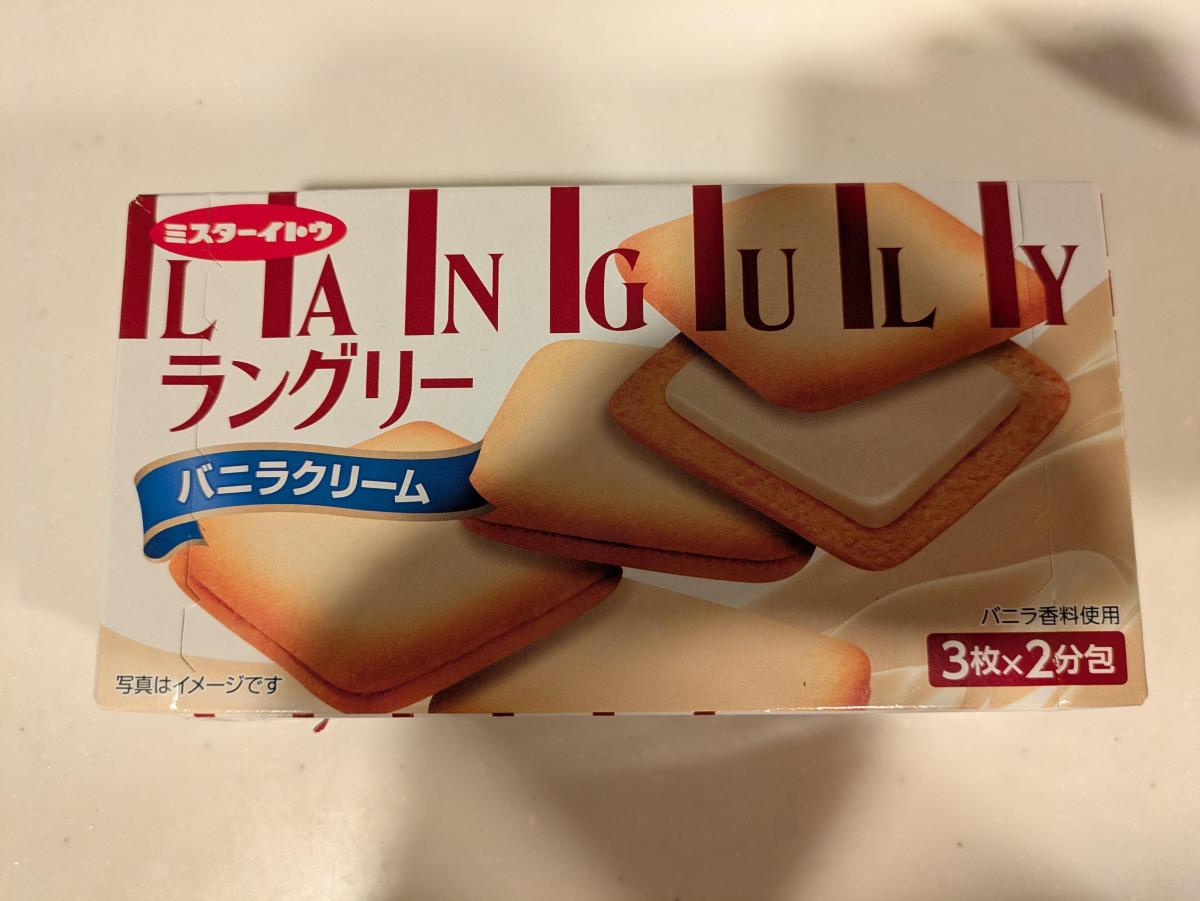 ミスターイトウ
LANGULY
ラングリー
バニラクリーム
バニラ香料使用
3枚×2分包
写真はイメージです